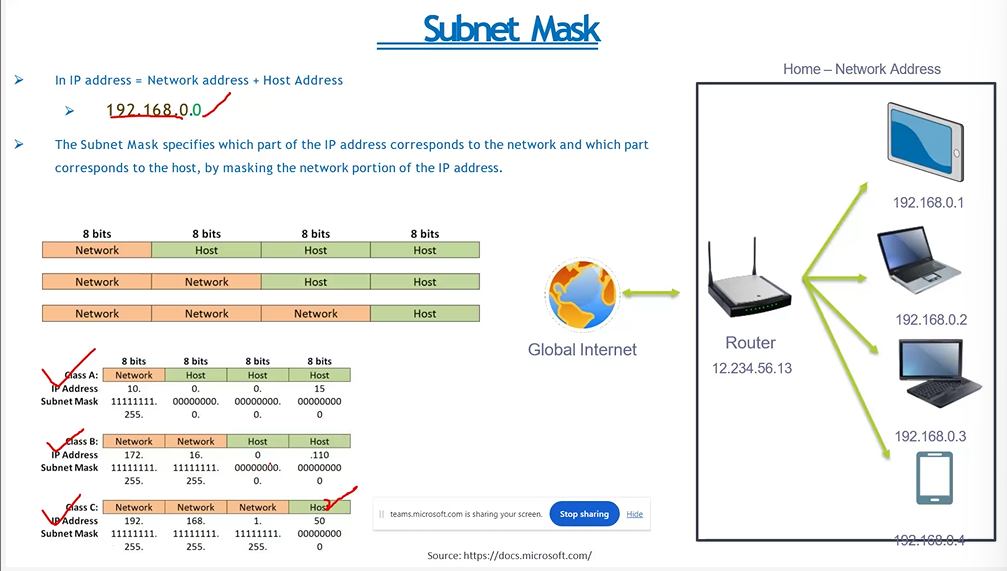 Subnet Mask
In IP address = Network address + Host Address
192.168.0.0
The Subnet Mask specifies which part of the IP address corresponds to the network and which part
corresponds to the host, by masking the network portion of the IP address.
8 bits 8 bits 8 bits 8 bits
Network Host Host Host
Network Network Host Host
Network Network Network Host
8 bits 8 bits 8 bits 8 bits
Class A: Network Host Host Host
IP Address 10. 0. 0. 15
Subnet Mask 11111111. 00000000. 00000000. 00000000
255. 0. 0. 0
Class B: Network Network Host Host
IP Address 172. 16. 0 .110
Subnet Mask 11111111. 11111111. 00000000. 00000000
255. 255. 0. 0
Class C: Network Network Network Host
IP Address 192. 168. 1. 50
Subnet Mask 11111111. 11111111. 11111111. 00000000
255. 255. 255. 0
Home – Network Address
192.168.0.1
192.168.0.2
192.168.0.3
192.168.0.4
Global Internet
Router
12.234.56.13
teams.microsoft.com is sharing your screen. Stop sharing Hide
Source: https://docs.microsoft.com/